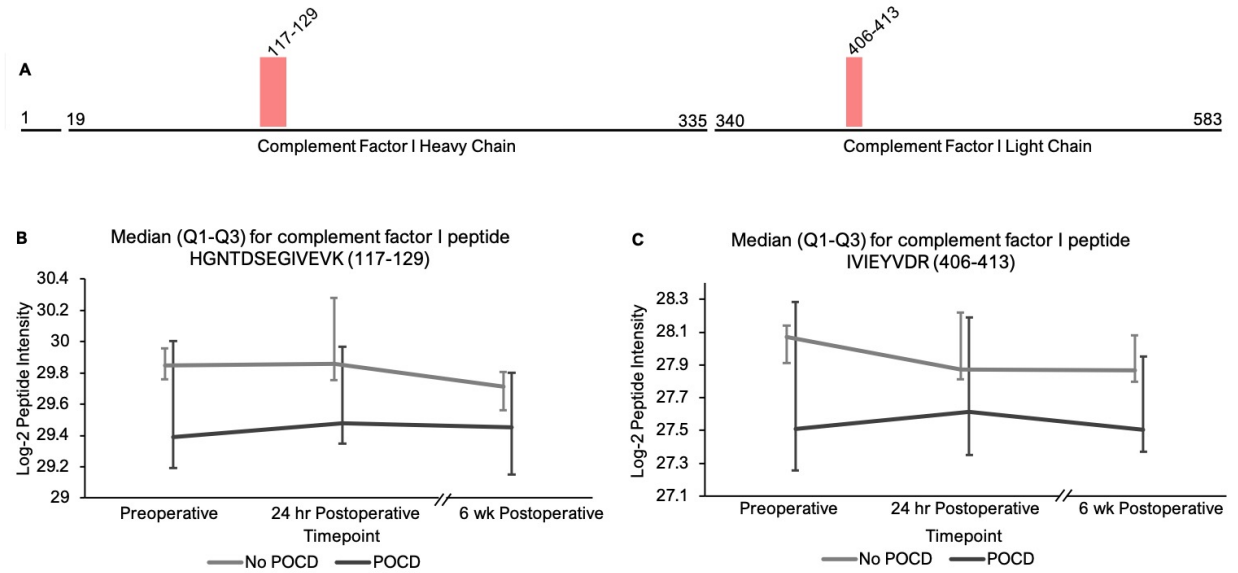 A
117-129
406-413
1 19 335 340 583
Complement Factor I Heavy Chain Complement Factor I Light Chain
B
Median (Q1-Q3) for complement factor I peptide
HGNTDSEGIVEVK (117-129)
Log-2 Peptide Intensity
30.4
30.2
30
29.8
29.6
29.4
29.2
29
Preoperative 24 hr Postoperative 6 wk Postoperative
Timepoint
No POCD POCD
C
Median (Q1-Q3) for complement factor I peptide
IVIEYVDR (406-413)
Log-2 Peptide Intensity
28.3
28.1
27.9
27.7
27.5
27.3
27.1
Preoperative 24 hr Postoperative 6 wk Postoperative
Timepoint
No POCD POCD